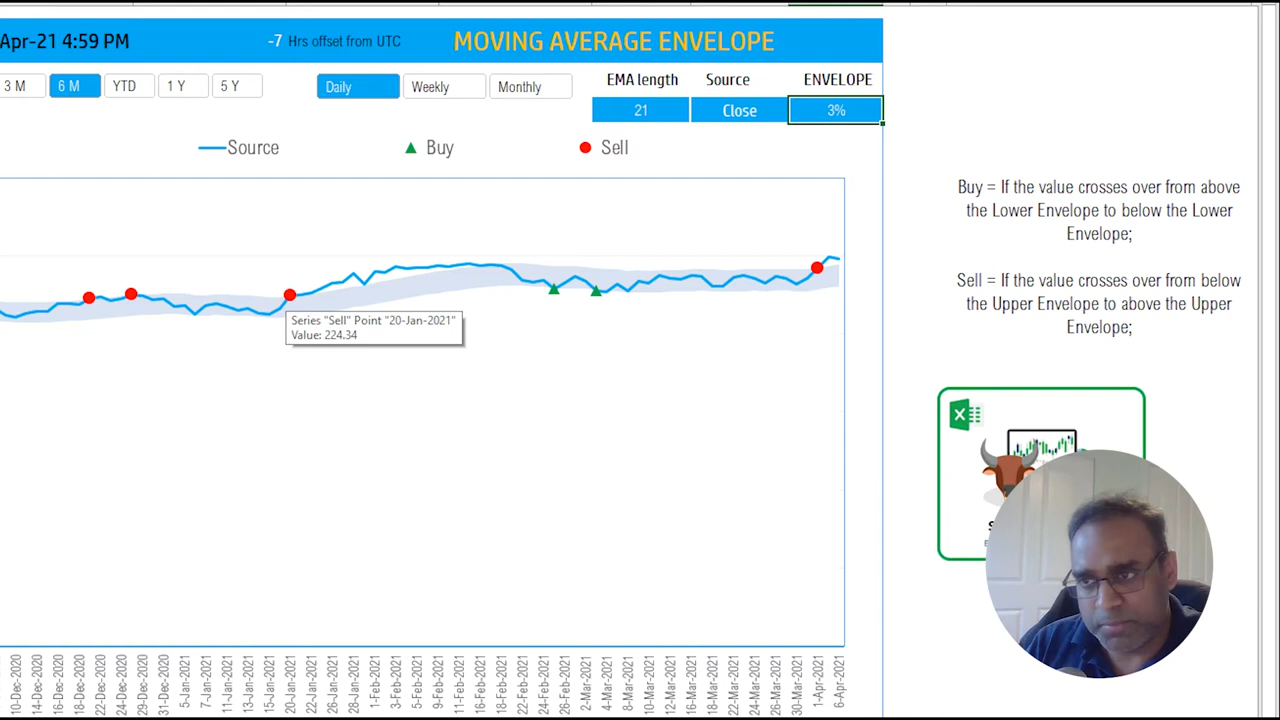 Apr-21 4:59 PM
-7 Hrs offset from UTC
MOVING AVERAGE ENVELOPE
3 M
6 M
YTD
1 Y
5 Y
Daily
Weekly
Monthly
EMA length
Source
ENVELOPE
21
Close
3%
Source
Buy
Sell
Buy = If the value crosses over from above
the Lower Envelope to below the Lower
Envelope;
Sell = If the value crosses over from below
the Upper Envelope to above the Upper
Envelope;
Series "Sell" Point "20-Jan-2021"
Value: 224.34
10-Dec-2020
14-Dec-2020
16-Dec-2020
18-Dec-2020
22-Dec-2020
24-Dec-2020
29-Dec-2020
31-Dec-2020
5-Jan-2021
7-Jan-2021
11-Jan-2021
13-Jan-2021
15-Jan-2021
20-Jan-2021
22-Jan-2021
26-Jan-2021
28-Jan-2021
1-Feb-2021
3-Feb-2021
5-Feb-2021
9-Feb-2021
11-Feb-2021
16-Feb-2021
18-Feb-2021
22-Feb-2021
24-Feb-2021
26-Feb-2021
2-Mar-2021
4-Mar-2021
8-Mar-2021
10-Mar-2021
12-Mar-2021
16-Mar-2021
18-Mar-2021
22-Mar-2021
24-Mar-2021
26-Mar-2021
30-Mar-2021
1-Apr-2021
6-Apr-2021